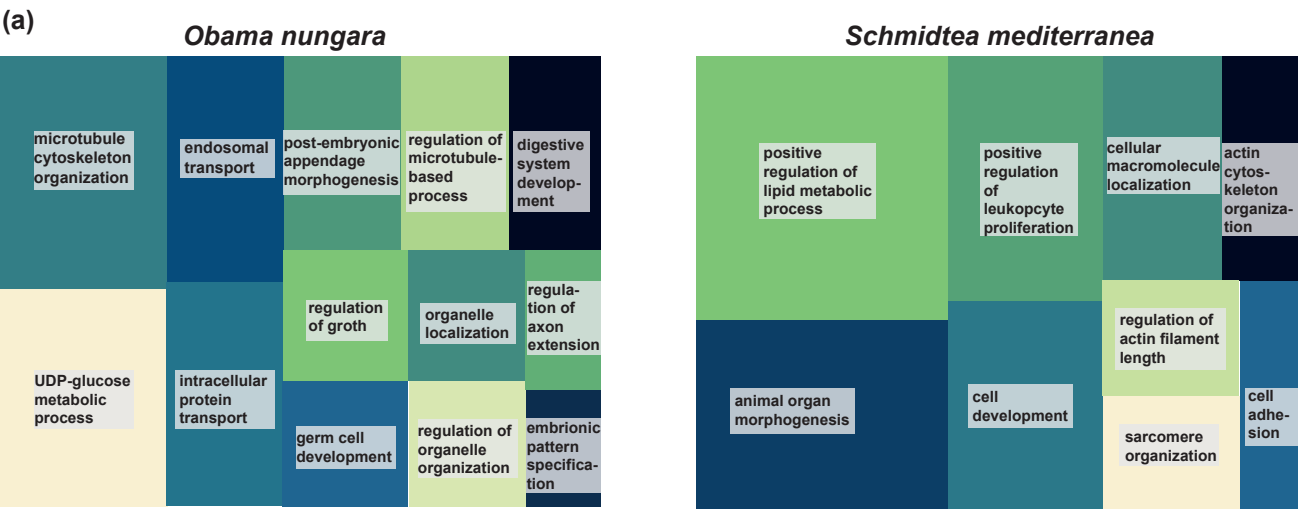 (a)
Obama nungara
microtubule
cytoskeleton
organization
endosomal
transport
post-embryonic
appendage
morphogenesis
regulation of
microtubule-
based
process
digestive
system
develop-
ment
UDP-glucose
metabolic
process
intracellular
protein
transport
regulation
of groth
organelle
localization
regula-
tion of
axon
extension
germ cell
development
regulation of
organelle
organization
embrionic
pattern
specifica-
tion
Schmidtea mediterranea
positive
regulation of
lipid metabolic
process
positive
regulation
of
leukopcyte
proliferation
cellular
macromolecule
localization
actin
cytos-
keleton
organiza-
tion
animal organ
morphogenesis
cell
development
regulation of
actin filament
length
sarcomere
organization
cell
adhe-
sion